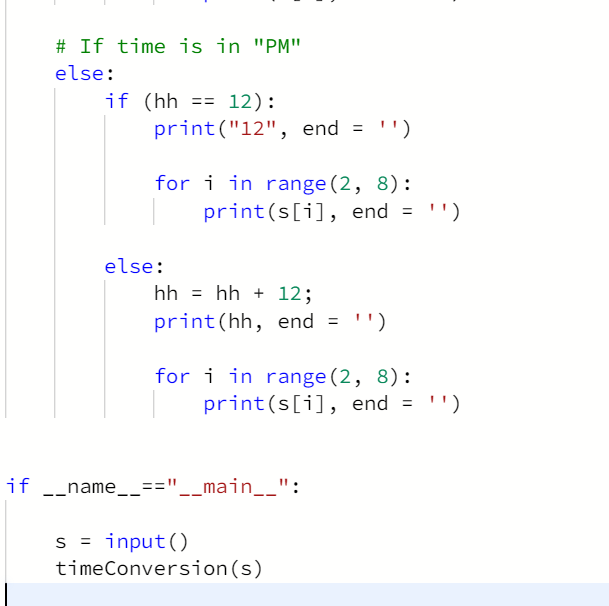 # If time is in "PM"
else:
if (hh == 12):
print("12", end = '')
for i in range(2, 8):
print(s[i], end = '')
else:
hh = hh + 12;
print(hh, end = '')
for i in range(2, 8):
print(s[i], end = '')
if __name__=="__main__":
s = input()
timeConversion(s)